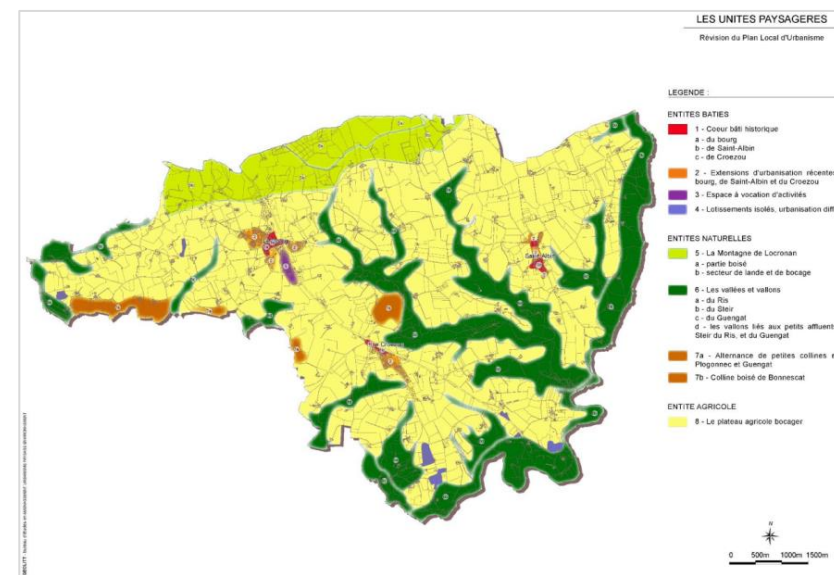 LES UNITES PAYSAGERES
Révision du Plan Local d'Urbanisme
LEGENDE :
ENTITES BATIES
1 - Coeur bâti historique
a - du bourg
b - de Saint-Albin
c - de Croezou
2 - Extensions d'urbanisation récente
bourg, de Saint-Albin et du Croezou
3 - Espace à vocation d'activités
4 - Lotissements isolés, urbanisation diff
ENTITES NATURELLES
5 - La Montagne de Locronan
a - partie boisé
b - secteur de lande et de bocage
6 - Les vallées et vallons
a - du Ris
b - du Steir
c - du Guengat
d - les vallons liés aux petits affluent
Steir du Ris, et du Guengat
7a - Alternance de petites collines e
Plogonnec et Guengat
7b - Colline boisé de Bonnescat
ENTITE AGRICOLE
8 - Le plateau agricole bocager
N
0 500m 1000m 1500m